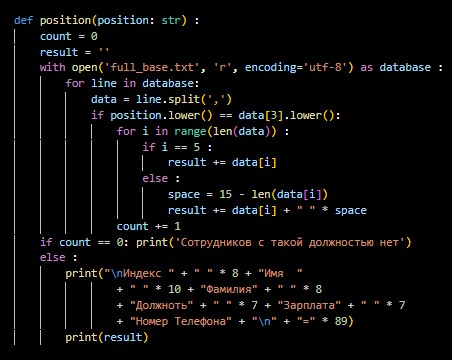 def position(position: str) :
    count = 0
    result = ''
    with open('full_base.txt', 'r', encoding='utf-8') as database :
        for line in database:
            data = line.split(',')
            if position.lower() == data[3].lower():
                for i in range(len(data)) :
                    if i == 5 :
                        result += data[i]
                    else :
                        space = 15 - len(data[i])
                        result += data[i] + " " * space
                count += 1
    if count == 0: print('Сотрудников с такой должностью нет')
    else :
        print("\nИндекс " + " " * 8 + "Имя  "
                + " " * 10 + "Фамилия" + " " * 8
                + "Должноть" + " " * 7 + "Зарплата" + " " * 7
                + "Номер Телефона" + "\n" + "=" * 89)
        print(result)